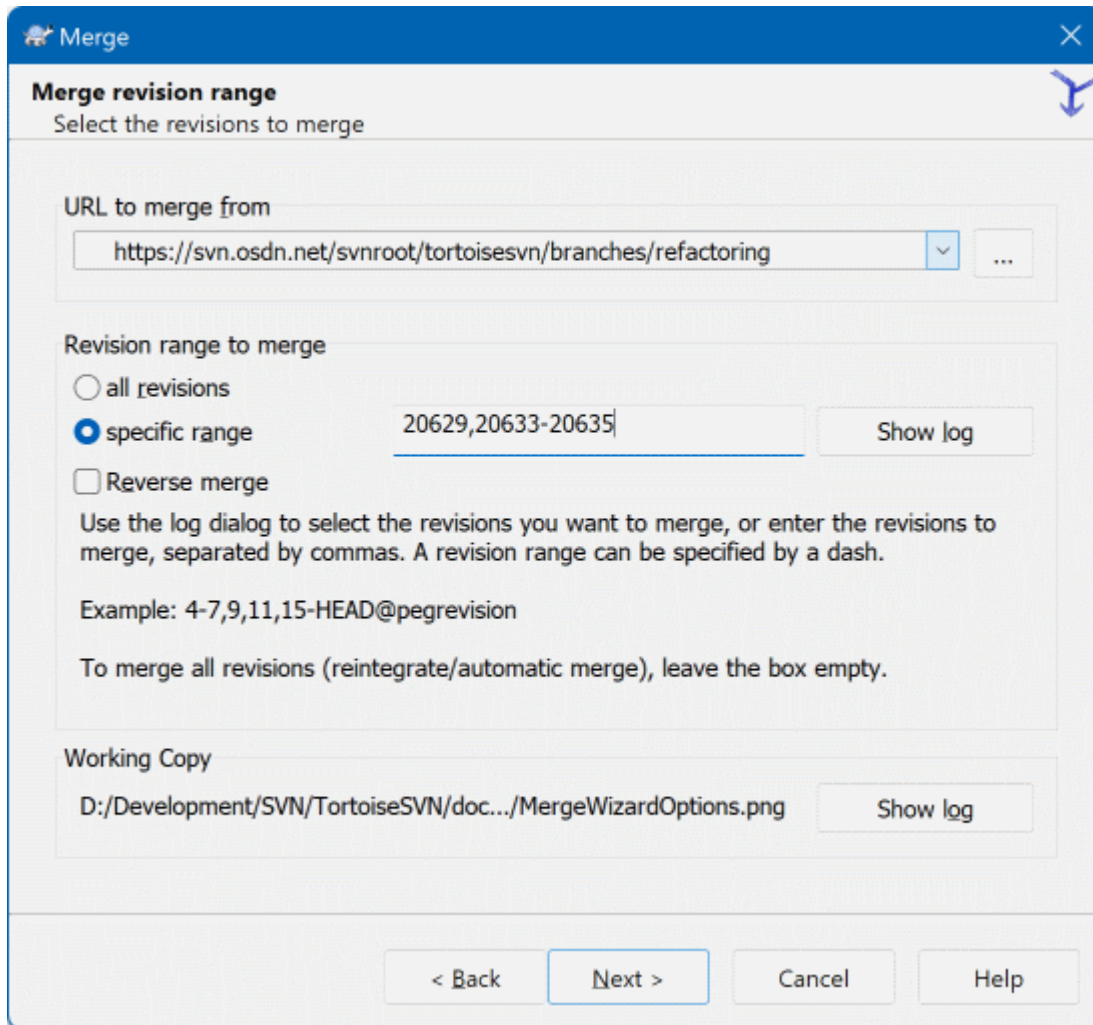 Merge
Merge revision range
Select the revisions to merge
URL to merge from
https://svn.osdn.net/svnroot/tortoisesvn/branches/refactoring
...
Revision range to merge
all revisions
specific range
20629,20633-20635
Show log
Reverse merge
Use the log dialog to select the revisions you want to merge, or enter the revisions to
merge, separated by commas. A revision range can be specified by a dash.
Example: 4-7,9,11,15-HEAD@pegrevision
To merge all revisions (reintegrate/automatic merge), leave the box empty.
Working Copy
D:/Development/SVN/TortoiseSVN/doc.../MergeWizardOptions.png
Show log
< Back
Next >
Cancel
Help